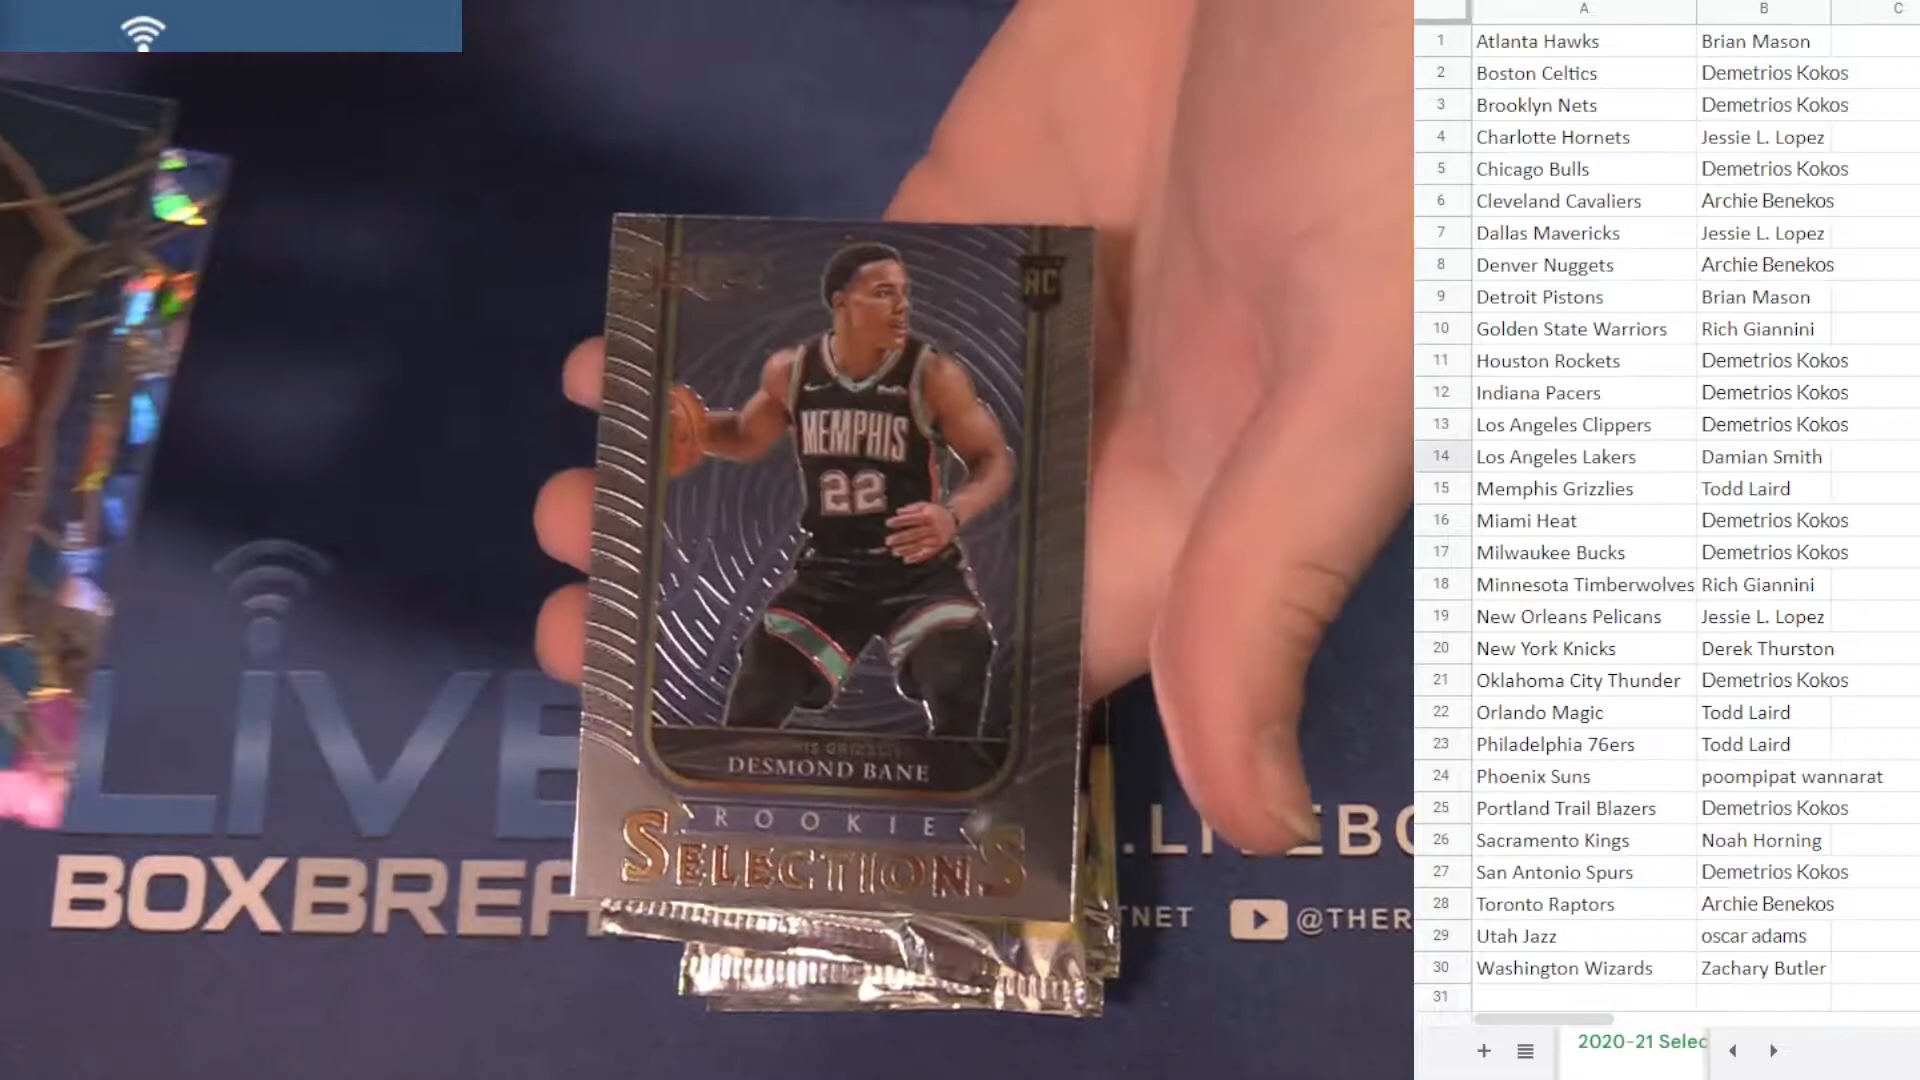 SELECT
RC
MEMPHIS
22
DESMOND BANE
ROOKIE
SELECTIONS
LiVE
BOXBREA
.LIVEBO
TNET
@THER
A B C
1 Atlanta Hawks Brian Mason
2 Boston Celtics Demetrios Kokos
3 Brooklyn Nets Demetrios Kokos
4 Charlotte Hornets Jessie L. Lopez
5 Chicago Bulls Demetrios Kokos
6 Cleveland Cavaliers Archie Benekos
7 Dallas Mavericks Jessie L. Lopez
8 Denver Nuggets Archie Benekos
9 Detroit Pistons Brian Mason
10 Golden State Warriors Rich Giannini
11 Houston Rockets Demetrios Kokos
12 Indiana Pacers Demetrios Kokos
13 Los Angeles Clippers Demetrios Kokos
14 Los Angeles Lakers Damian Smith
15 Memphis Grizzlies Todd Laird
16 Miami Heat Demetrios Kokos
17 Milwaukee Bucks Demetrios Kokos
18 Minnesota Timberwolves Rich Giannini
19 New Orleans Pelicans Jessie L. Lopez
20 New York Knicks Derek Thurston
21 Oklahoma City Thunder Demetrios Kokos
22 Orlando Magic Todd Laird
23 Philadelphia 76ers Todd Laird
24 Phoenix Suns poompipat wannarat
25 Portland Trail Blazers Demetrios Kokos
26 Sacramento Kings Noah Horning
27 San Antonio Spurs Demetrios Kokos
28 Toronto Raptors Archie Benekos
29 Utah Jazz oscar adams
30 Washington Wizards Zachary Butler
31
2020-21 Selec